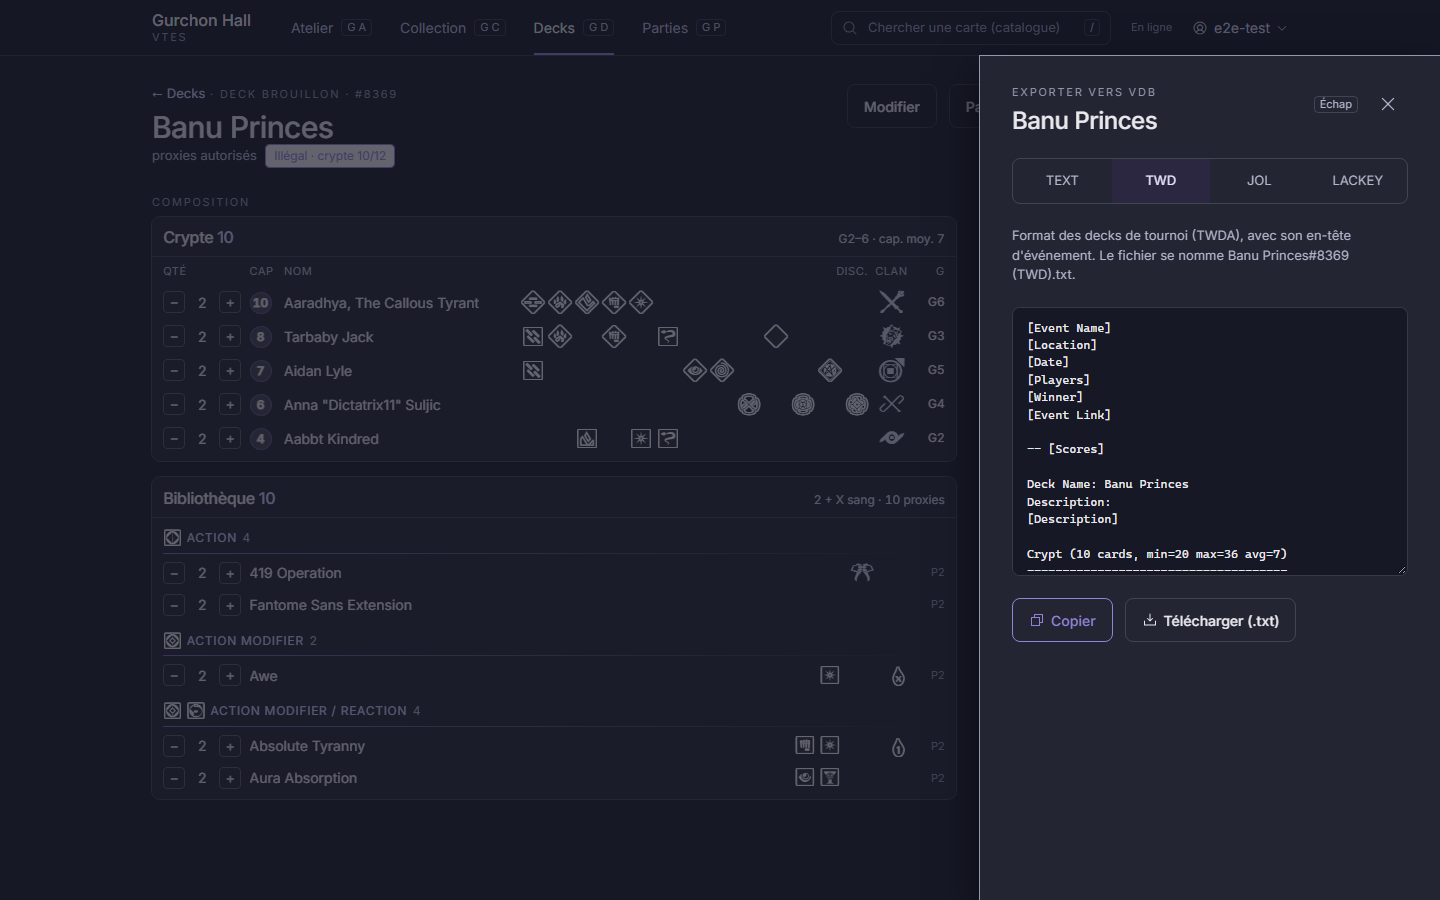 Gurchon Hall
VTES
Atelier G A
Collection G C
Decks G D
Parties G P
Chercher une carte (catalogue) /
En ligne
e2e-test
← Decks · DECK BROUILLON · #8369
Banu Princes
proxies autorisés Illégal · crypte 10/12
Modifier
COMPOSITION
Crypte 10
G2–6 · cap. moy. 7
QTÉ CAP NOM DISC. CLAN G
− 2 + 10 Aaradhya, The Callous Tyrant G6
− 2 + 8 Tarbaby Jack G3
− 2 + 7 Aidan Lyle G5
− 2 + 6 Anna "Dictatrix11" Suljic G4
− 2 + 4 Aabbt Kindred G2
Bibliothèque 10
2 + X sang · 10 proxies
ACTION 4
− 2 + 419 Operation P2
− 2 + Fantome Sans Extension P2
ACTION MODIFIER 2
− 2 + Awe P2
ACTION MODIFIER / REACTION 4
− 2 + Absolute Tyranny 1 P2
− 2 + Aura Absorption P2
EXPORTER VERS VDB
Banu Princes
Échap
TEXT TWD JOL LACKEY
Format des decks de tournoi (TWDA), avec son en-tête
d'événement. Le fichier se nomme Banu Princes#8369
(TWD).txt.
[Event Name]
[Location]
[Date]
[Players]
[Winner]
[Event Link]
-- [Scores]
Deck Name: Banu Princes
Description:
[Description]
Crypt (10 cards, min=20 max=36 avg=7)
Copier
Télécharger (.txt)